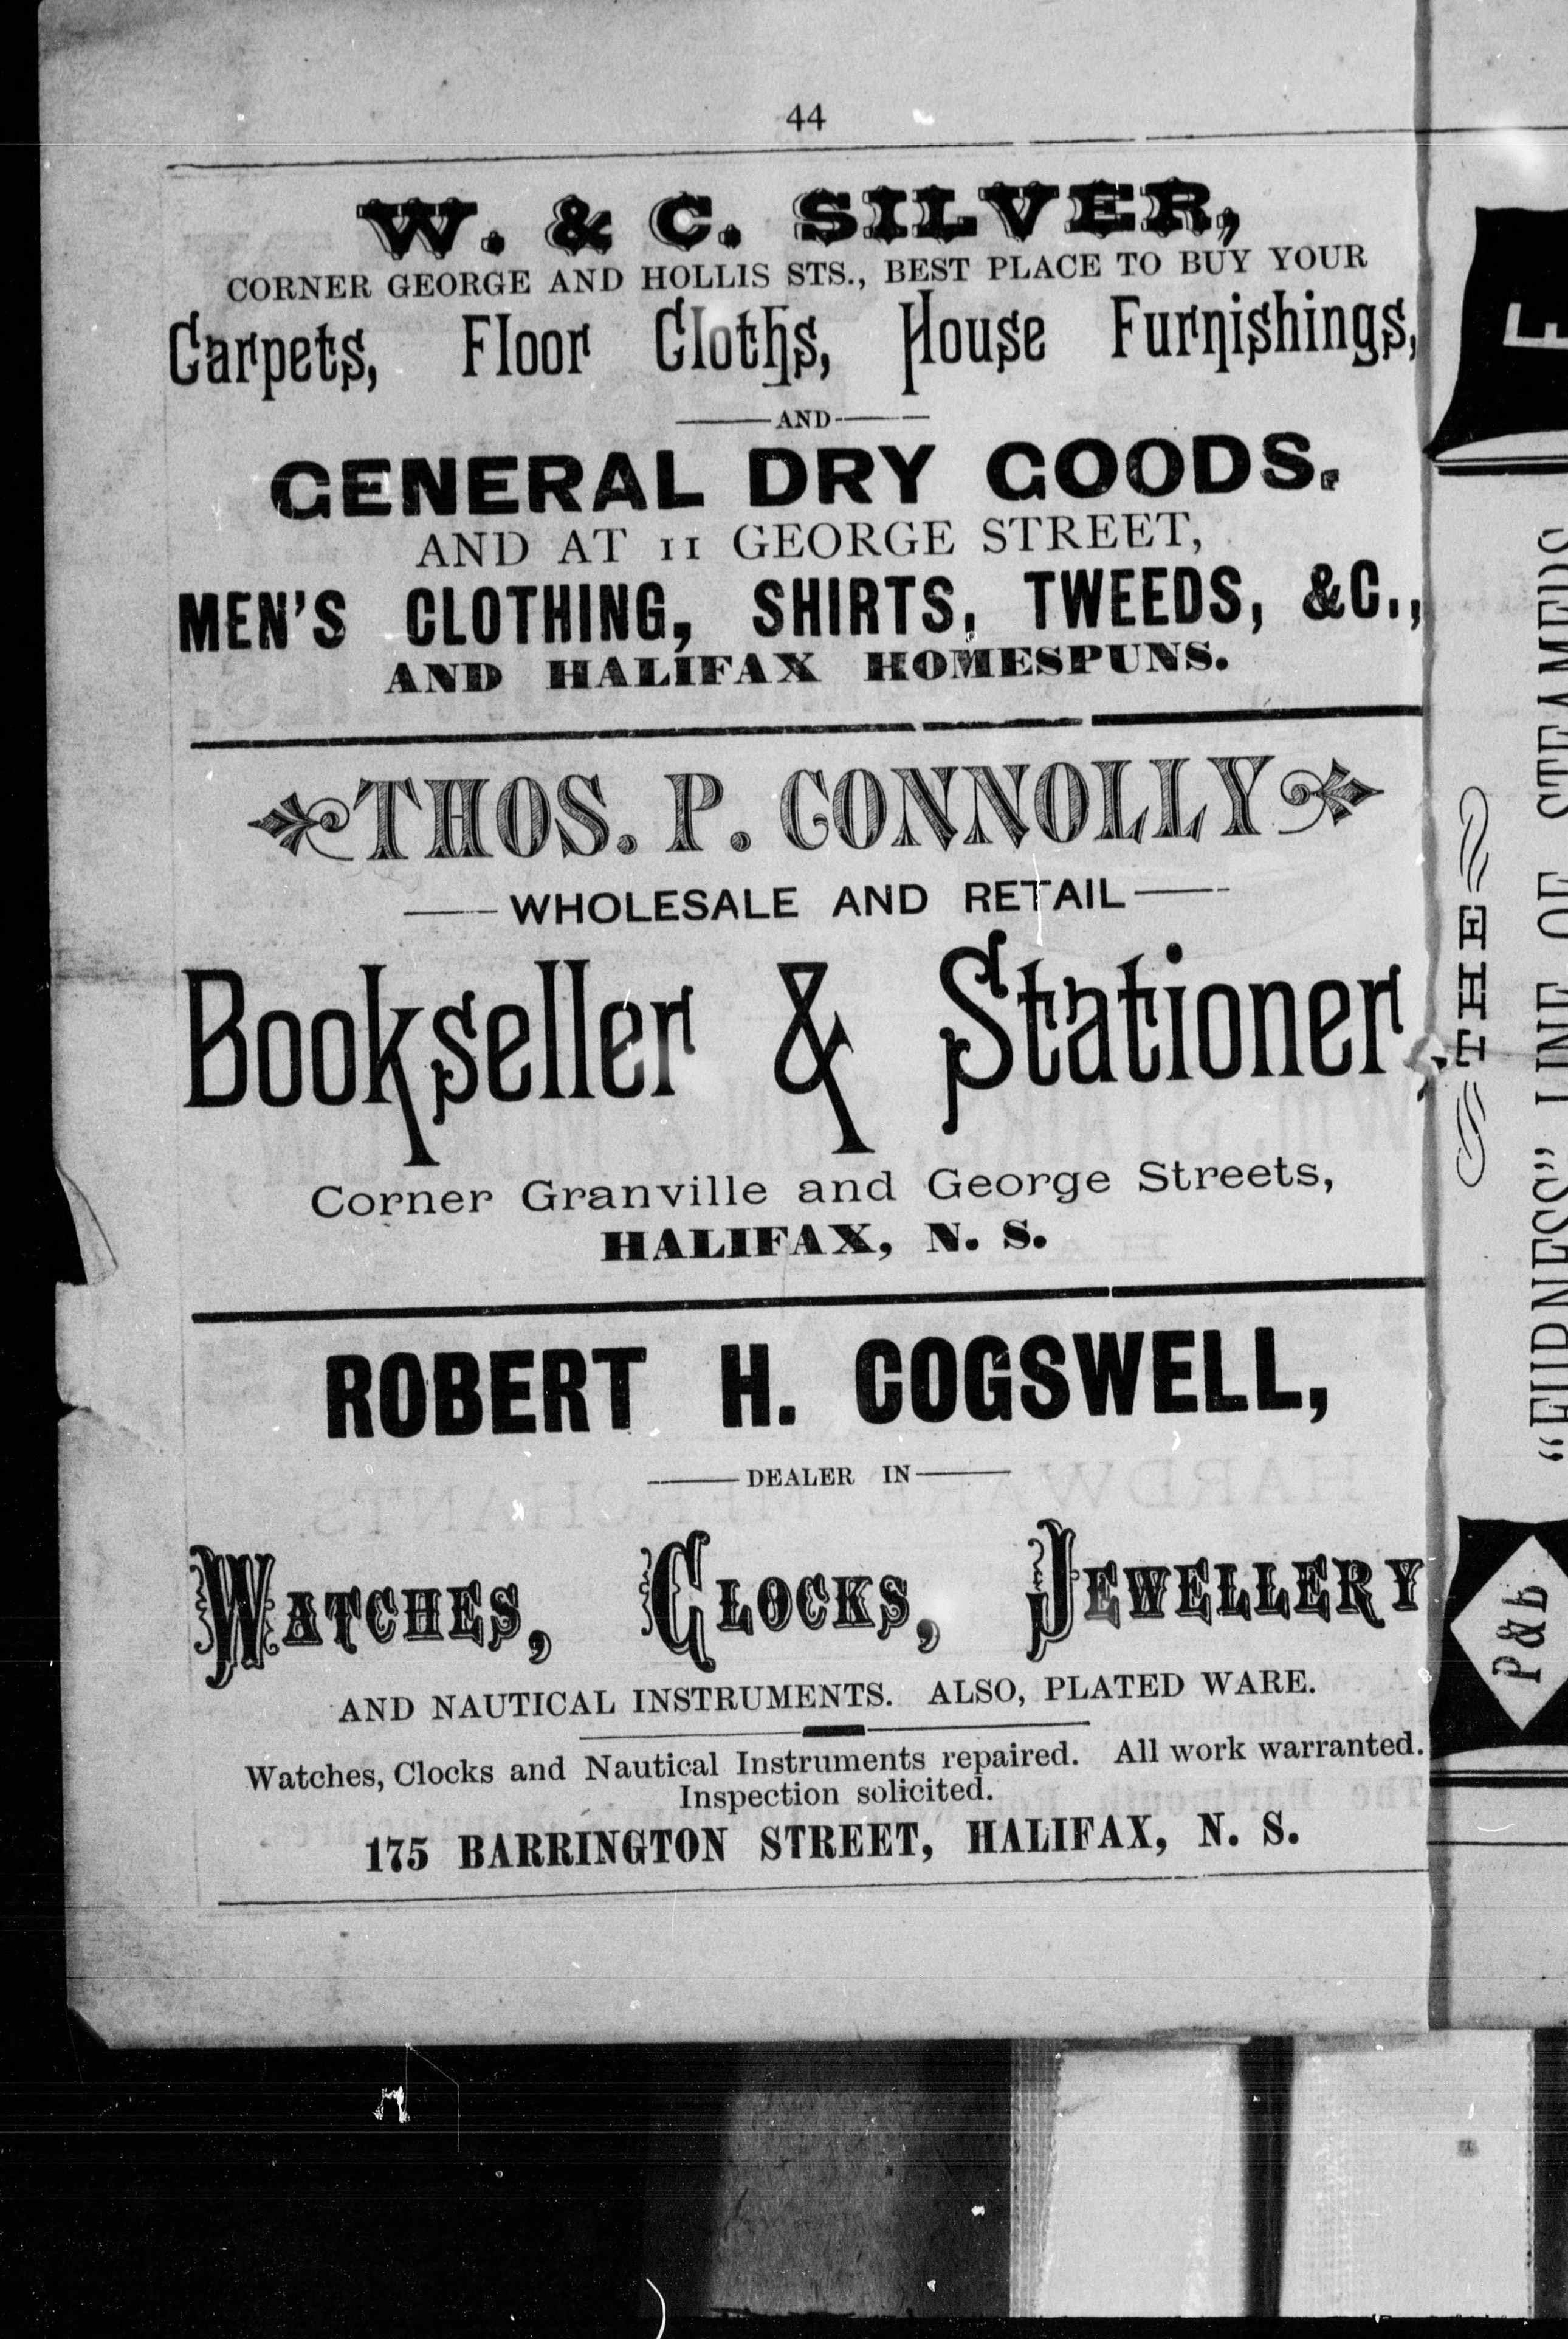 44
W. & C. SILVER,
CORNER GEORGE AND HOLLIS STS., BEST PLACE TO BUY YOUR
Carpets, Floor Cloths, House Furnishings,
AND
GENERAL DRY GOODS.
AND AT 11 GEORGE STREET,
MEN'S CLOTHING, SHIRTS, TWEEDS, &C.,
AND HALIFAX HOMESPUNS.
THOS. P. CONNOLLY
WHOLESALE AND RETAIL
Bookseller & Stationer,
Corner Granville and George Streets,
HALIFAX, N. S.
ROBERT H. COGSWELL,
DEALER IN
WATCHES, CLOCKS, JEWELLERY
AND NAUTICAL INSTRUMENTS. ALSO, PLATED WARE.
Watches, Clocks and Nautical Instruments repaired. All work warranted.
Inspection solicited.
175 BARRINGTON STREET, HALIFAX, N. S.
THE
"FURNESS" LINE OF STEAMERS